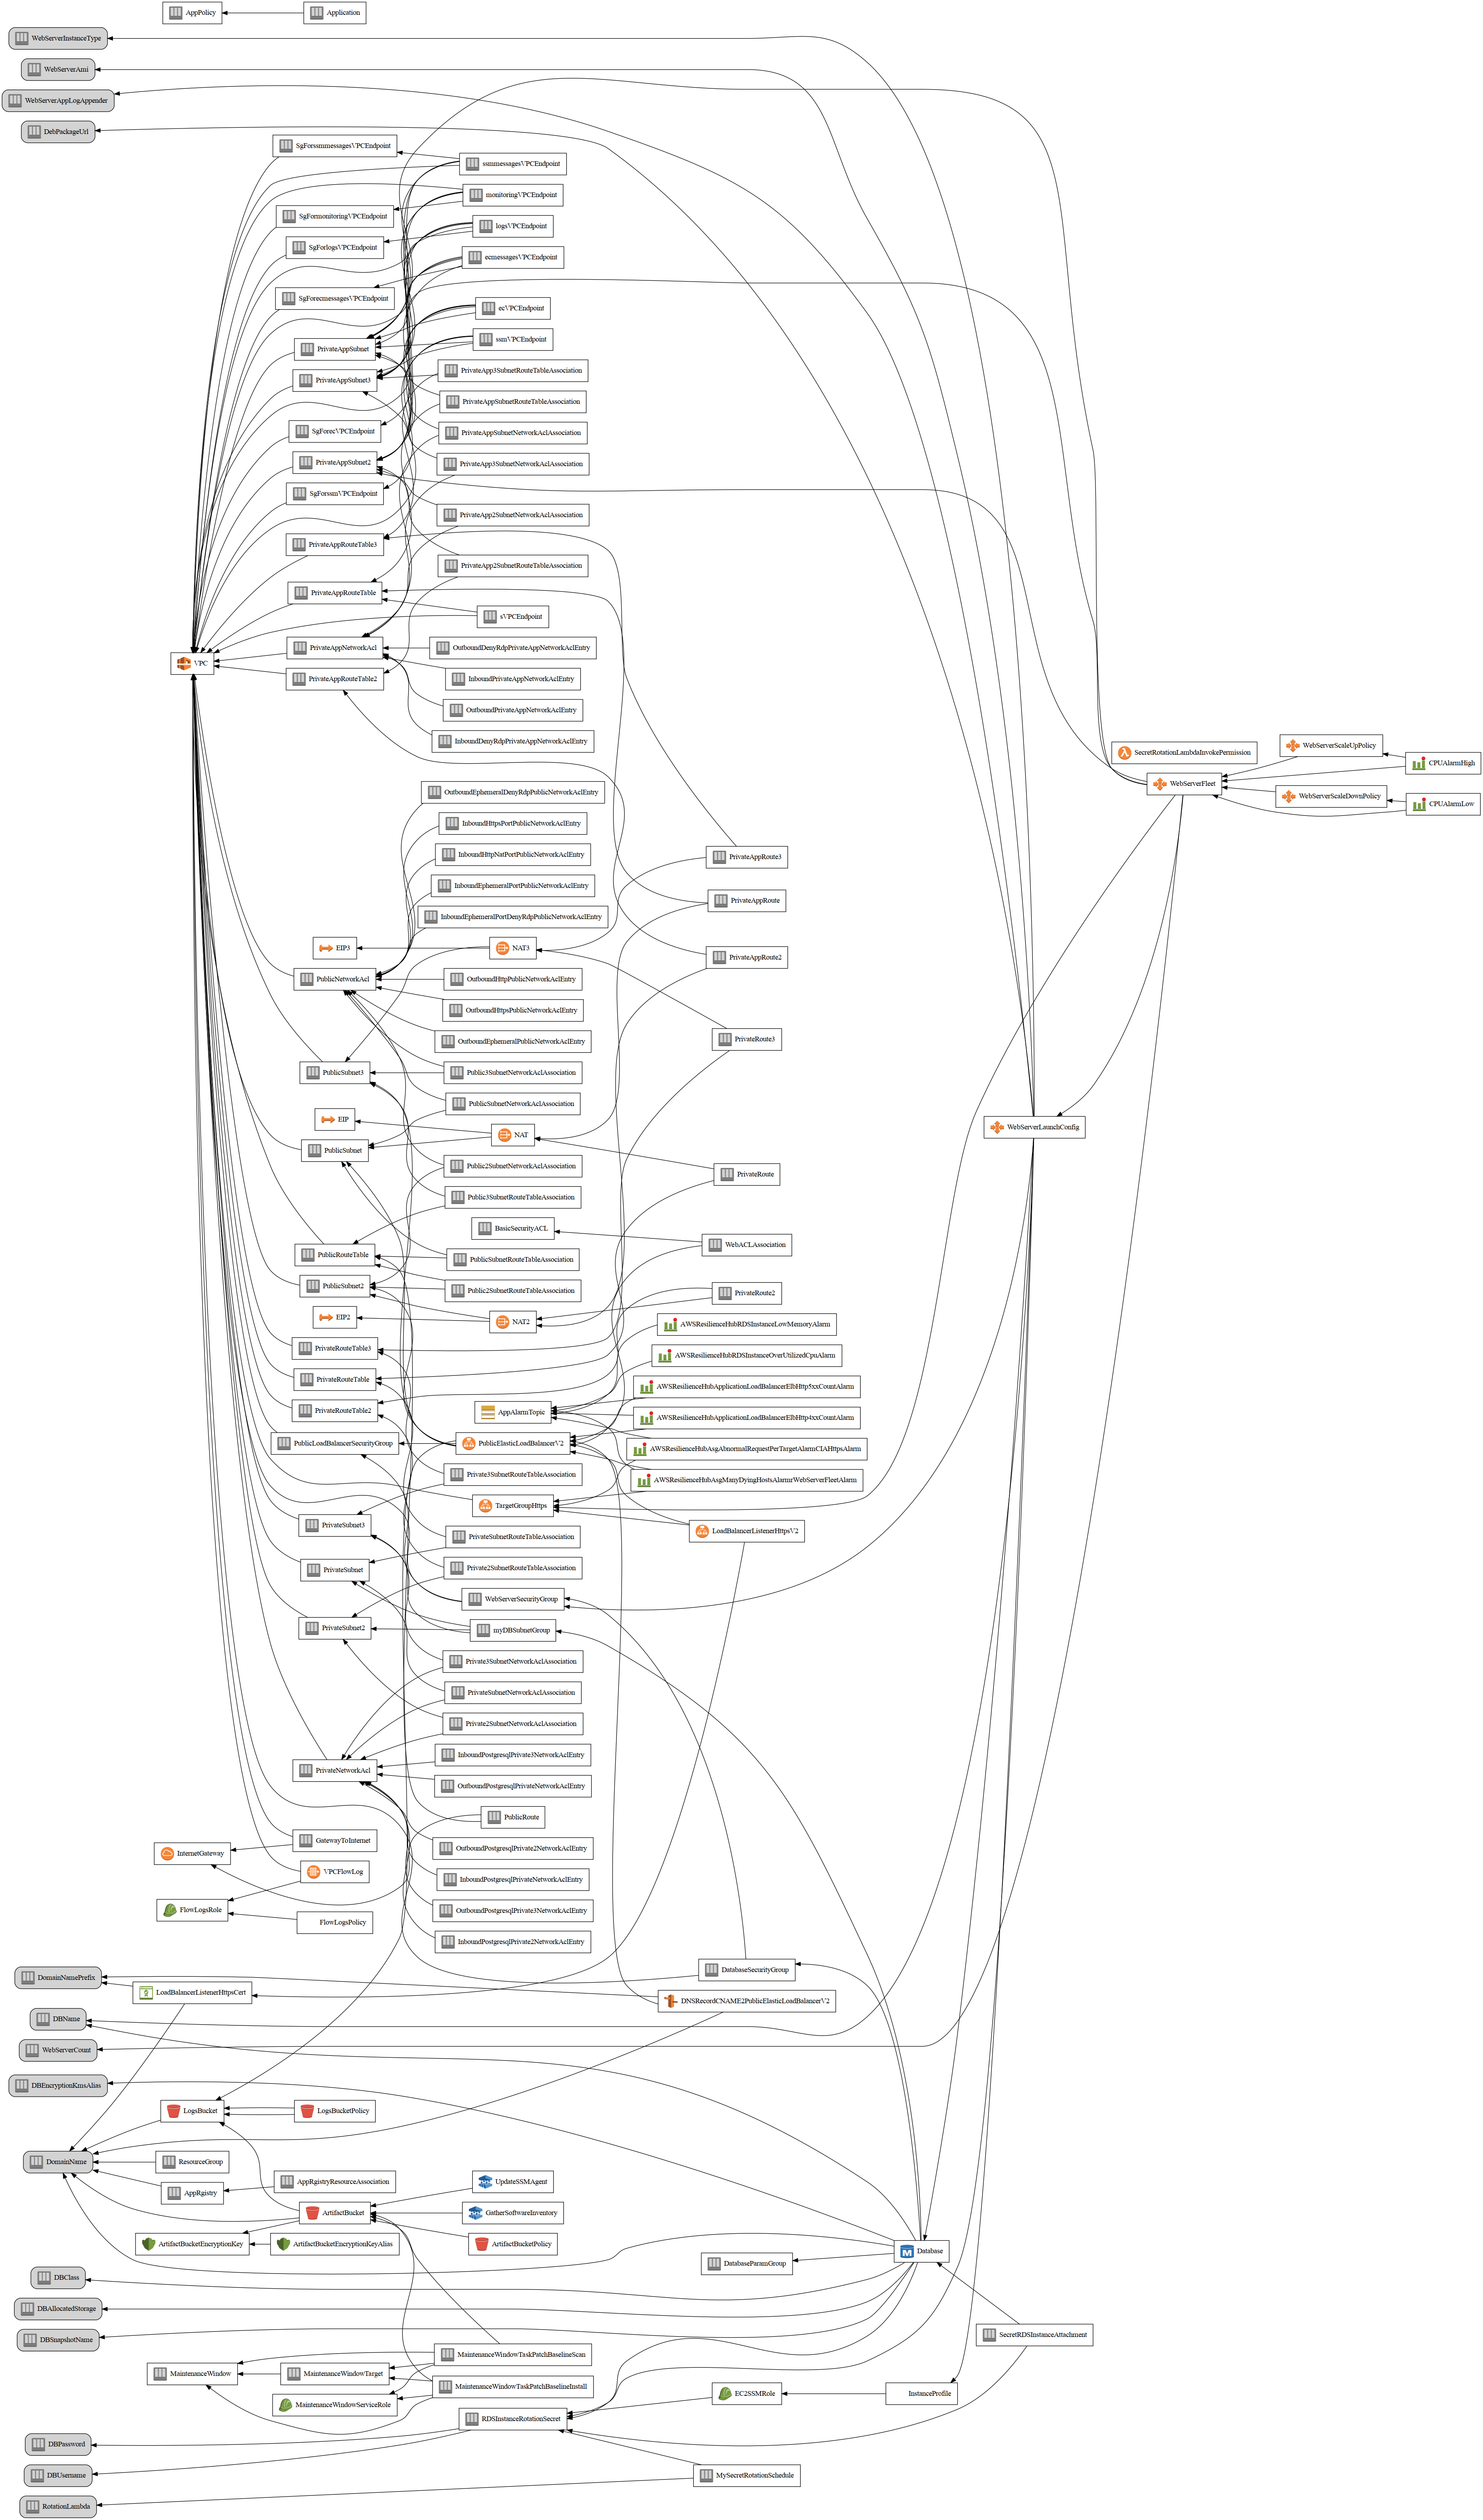 AppPolicy
Application
WebServerInstanceType
WebServerAmi
WebServerAppLogAppender
DebPackageUrl
SgForssmmessagesVPCEndpoint
ssmmessagesVPCEndpoint
monitoringVPCEndpoint
SgFormonitoringVPCEndpoint
logsVPCEndpoint
SgForlogsVPCEndpoint
ecmessagesVPCEndpoint
SgForecmessagesVPCEndpoint
ecVPCEndpoint
ssmVPCEndpoint
PrivateAppSubnet
PrivateApp3SubnetRouteTableAssociation
PrivateAppSubnet3
PrivateAppSubnetRouteTableAssociation
SgForecVPCEndpoint
PrivateAppSubnetNetworkAclAssociation
PrivateAppSubnet2
PrivateApp3SubnetNetworkAclAssociation
SgForssmVPCEndpoint
PrivateApp2SubnetNetworkAclAssociation
PrivateAppRouteTable3
PrivateApp2SubnetRouteTableAssociation
PrivateAppRouteTable
sVPCEndpoint
PrivateAppNetworkAcl
OutboundDenyRdpPrivateAppNetworkAclEntry
VPC
PrivateAppRouteTable2
InboundPrivateAppNetworkAclEntry
OutboundPrivateAppNetworkAclEntry
InboundDenyRdpPrivateAppNetworkAclEntry
SecretRotationLambdaInvokePermission
WebServerScaleUpPolicy
CPUAlarmHigh
WebServerFleet
WebServerScaleDownPolicy
CPUAlarmLow
OutboundEphemeralDenyRdpPublicNetworkAclEntry
InboundHttpsPortPublicNetworkAclEntry
InboundHttpNatPortPublicNetworkAclEntry
PrivateAppRoute3
InboundEphemeralPortPublicNetworkAclEntry
PrivateAppRoute
InboundEphemeralPortDenyRdpPublicNetworkAclEntry
EIP3
NAT3
PrivateAppRoute2
PublicNetworkAcl
OutboundHttpPublicNetworkAclEntry
OutboundHttpsPublicNetworkAclEntry
OutboundEphemeralPublicNetworkAclEntry
PrivateRoute3
PublicSubnet3
Public3SubnetNetworkAclAssociation
PublicSubnetNetworkAclAssociation
EIP
NAT
WebServerLaunchConfig
PublicSubnet
Public2SubnetNetworkAclAssociation
PrivateRoute
Public3SubnetRouteTableAssociation
BasicSecurityACL
WebACLAssociation
PublicRouteTable
PublicSubnetRouteTableAssociation
PublicSubnet2
Public2SubnetRouteTableAssociation
PrivateRoute2
EIP2
NAT2
AWSResilienceHubRDSInstanceLowMemoryAlarm
PrivateRouteTable3
AWSResilienceHubRDSInstanceOverUtilizedCpuAlarm
PrivateRouteTable
AWSResilienceHubApplicationLoadBalancerElbHttp5xxCountAlarm
PrivateRouteTable2
AppAlarmTopic
AWSResilienceHubApplicationLoadBalancerElbHttp4xxCountAlarm
PublicLoadBalancerSecurityGroup
PublicElasticLoadBalancerV2
AWSResilienceHubAsgAbnormalRequestPerTargetAlarmCIAHttpsAlarm
Private3SubnetRouteTableAssociation
AWSResilienceHubAsgManyDyingHostsAlarmrWebServerFleetAlarm
TargetGroupHttps
PrivateSubnet3
LoadBalancerListenerHttpsV2
PrivateSubnetRouteTableAssociation
PrivateSubnet
Private2SubnetRouteTableAssociation
WebServerSecurityGroup
PrivateSubnet2
myDBSubnetGroup
Private3SubnetNetworkAclAssociation
PrivateSubnetNetworkAclAssociation
Private2SubnetNetworkAclAssociation
InboundPostgresqlPrivate3NetworkAclEntry
PrivateNetworkAcl
OutboundPostgresqlPrivateNetworkAclEntry
PublicRoute
GatewayToInternet
OutboundPostgresqlPrivate2NetworkAclEntry
InternetGateway
VPCFlowLog
InboundPostgresqlPrivateNetworkAclEntry
FlowLogsRole
OutboundPostgresqlPrivate3NetworkAclEntry
FlowLogsPolicy
InboundPostgresqlPrivate2NetworkAclEntry
DatabaseSecurityGroup
DomainNamePrefix
LoadBalancerListenerHttpsCert
DNSRecordCNAME2PublicElasticLoadBalancerV2
DBName
WebServerCount
DBEncryptionKmsAlias
LogsBucket
LogsBucketPolicy
DomainName
ResourceGroup
AppRgistryResourceAssociation
UpdateSSMAgent
AppRgistry
ArtifactBucket
GatherSoftwareInventory
ArtifactBucketEncryptionKey
ArtifactBucketEncryptionKeyAlias
ArtifactBucketPolicy
Database
DatabaseParamGroup
DBClass
DBAllocatedStorage
DBSnapshotName
SecretRDSInstanceAttachment
MaintenanceWindowTaskPatchBaselineScan
MaintenanceWindow
MaintenanceWindowTarget
MaintenanceWindowTaskPatchBaselineInstall
MaintenanceWindowServiceRole
EC2SSMRole
InstanceProfile
RDSInstanceRotationSecret
DBPassword
DBUsername
MySecretRotationSchedule
RotationLambda